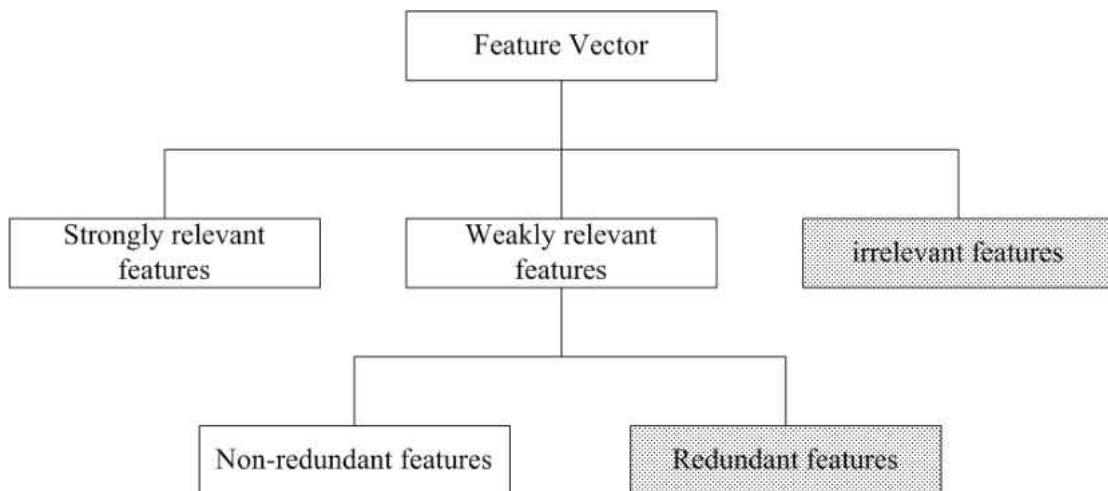 Feature Vector
Strongly relevant
features
Weakly relevant
features
irrelevant features
Non-redundant features
Redundant features